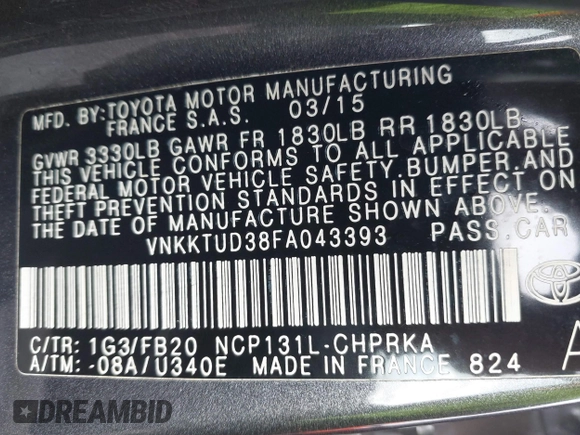 MFD. BY: TOYOTA MOTOR MANUFACTURING
FRANCE S.A.S. 03/15
GVWR 3330LB GAWR FR 1830LB RR 1830LB
THIS VEHICLE CONFORMS TO ALL APPLICABLE
FEDERAL MOTOR VEHICLE SAFETY, BUMPER, AND
THEFT PREVENTION STANDARDS IN EFFECT ON
THE DATE OF MANUFACTURE SHOWN ABOVE.
VNKKTUD38FA043393 PASS.CAR
C/TR: 1G3/FB20 NCP131L-CHPRKA
A/TM: -08A/U340E MADE IN FRANCE 824
A
DREAMBID